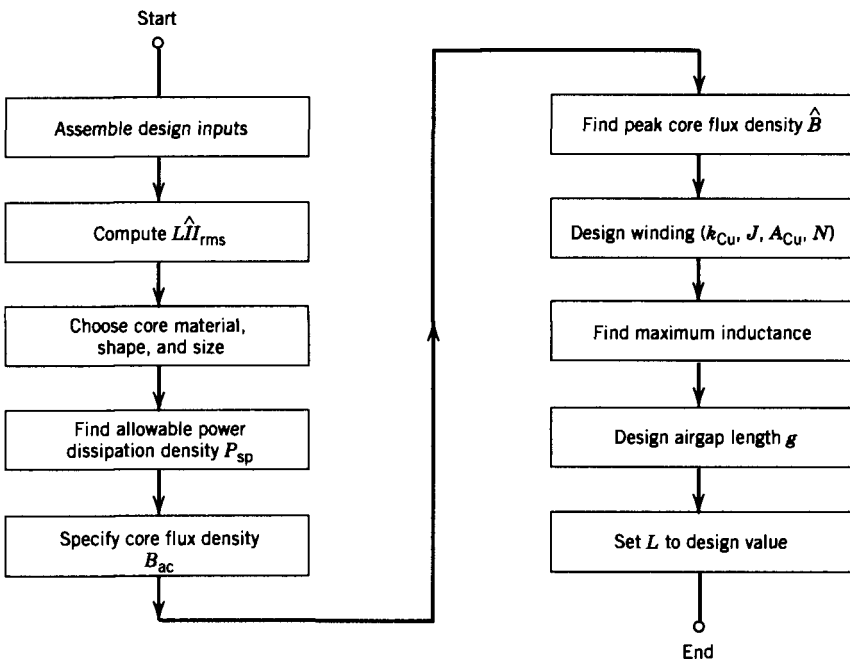 Start
Assemble design inputs
Compute LÎI_rms
Choose core material,
shape, and size
Find allowable power
dissipation density P_sp
Specify core flux density
B_ac
Find peak core flux density B̂
Design winding (k_Cu, J, A_Cu, N)
Find maximum inductance
Design airgap length g
Set L to design value
End